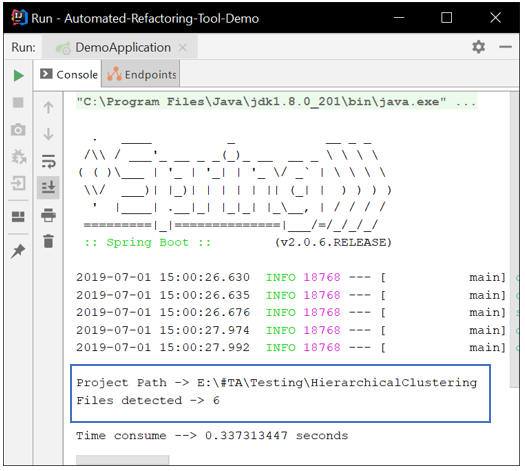 Run - Automated-Refactoring-Tool-Demo
Run: DemoApplication
Console Endpoints
"C:\Program Files\Java\jdk1.8.0_201\bin\java.exe" ...
  .   ____          _            __ _ _
 /\\ / ___'_ __ _ _(_)_ __  __ _ \ \ \ \
( ( )\___ | '_ | '_| | '_ \/ _` | \ \ \ \
 \\/  ___)| |_)| | | | | || (_| |  ) ) ) )
  '  |____| .__|_| |_|_| |_\__, | / / / /
 =========|_|==============|___/=/_/_/_/
 :: Spring Boot ::        (v2.0.6.RELEASE)
2019-07-01 15:00:26.630  INFO 18768 --- [           main]
2019-07-01 15:00:26.635  INFO 18768 --- [           main]
2019-07-01 15:00:26.676  INFO 18768 --- [           main]
2019-07-01 15:00:27.974  INFO 18768 --- [           main]
2019-07-01 15:00:27.992  INFO 18768 --- [           main]
Project Path -> E:\#TA\Testing\HierarchicalClustering
Files detected -> 6
Time consume --> 0.337313447 seconds